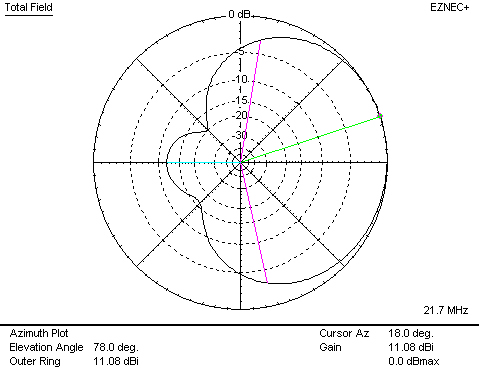 Total Field
EZNEC+
0 dB
-5
-10
-15
-20
-30
21.7 MHz
Azimuth Plot
Elevation Angle 78.0 deg.
Outer Ring 11.08 dBi
Cursor Az 18.0 deg.
Gain 11.08 dBi
0.0 dBmax